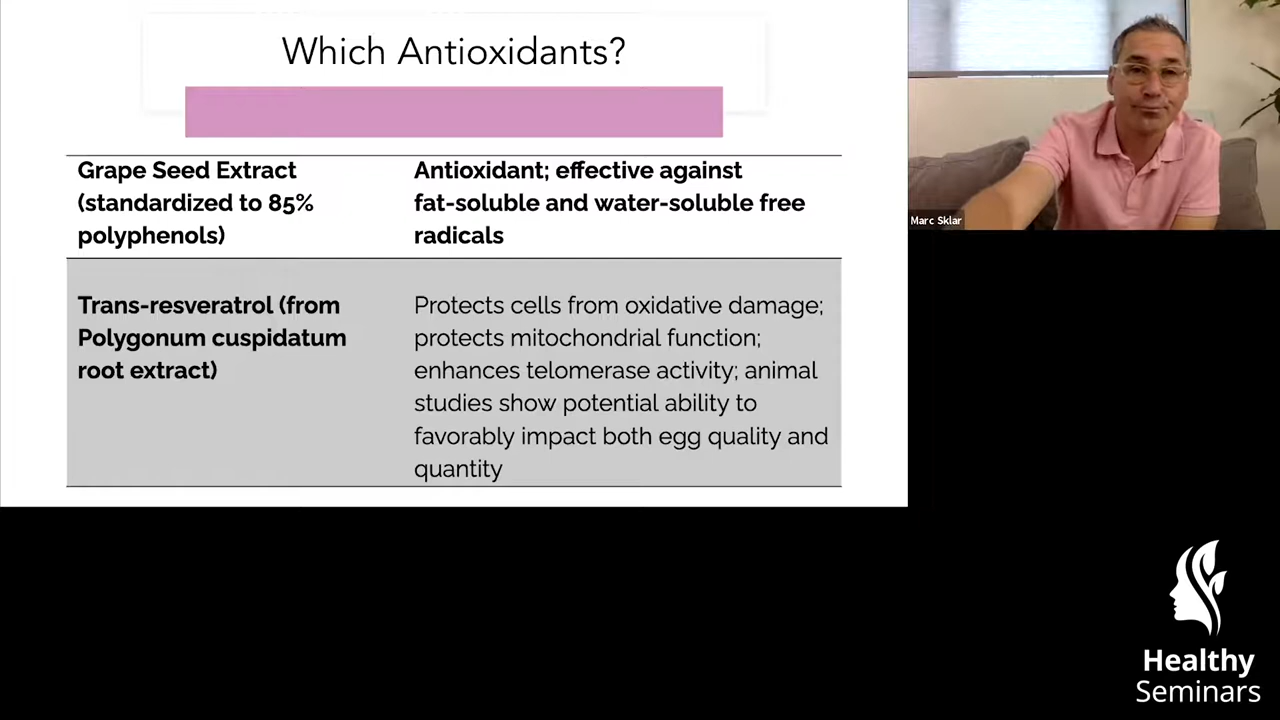 Which Antioxidants?
Grape Seed Extract
(standardized to 85%
polyphenols)
Antioxidant; effective against
fat-soluble and water-soluble free
radicals
Trans-resveratrol (from
Polygonum cuspidatum
root extract)
Protects cells from oxidative damage;
protects mitochondrial function;
enhances telomerase activity; animal
studies show potential ability to
favorably impact both egg quality and
quantity
Marc Sklar
Healthy
Seminars